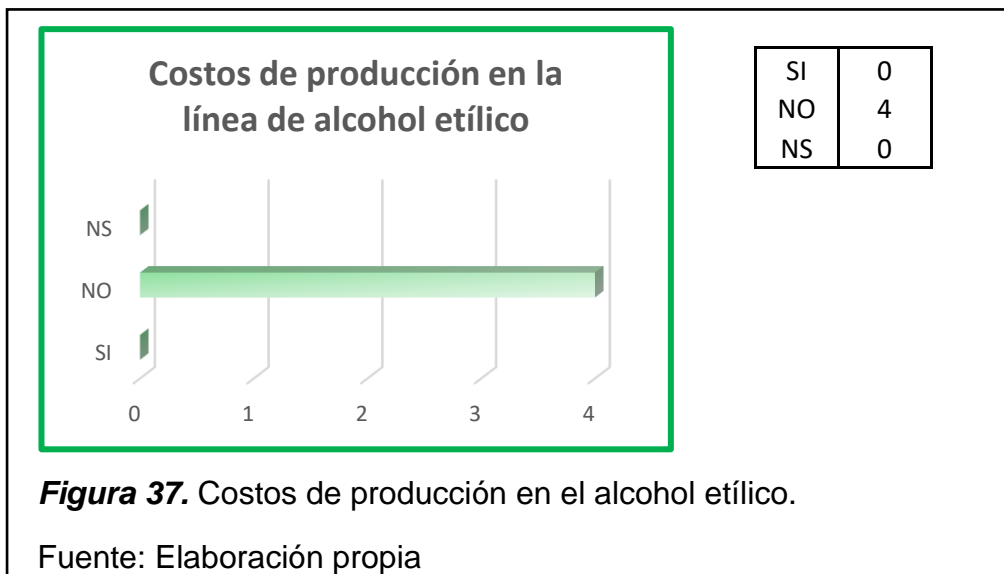 Costos de producción en la
línea de alcohol etílico
NS
NO
SI
0 1 2 3 4
SI 0
NO 4
NS 0
Figura 37. Costos de producción en el alcohol etílico.
Fuente: Elaboración propia